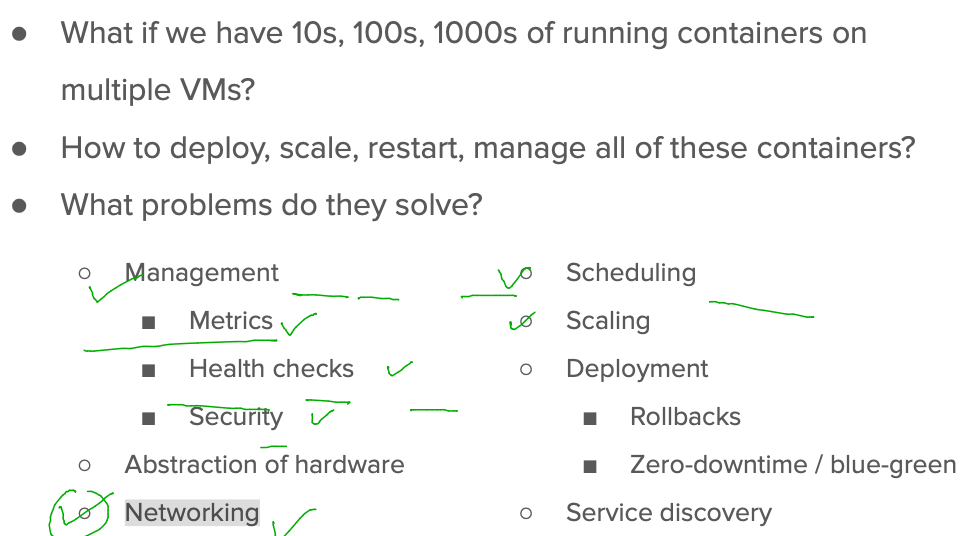 ● What if we have 10s, 100s, 1000s of running containers on
multiple VMs?
● How to deploy, scale, restart, manage all of these containers?
● What problems do they solve?
○ Management
■ Metrics
■ Health checks
■ Security
○ Abstraction of hardware
○ Networking
○ Scheduling
○ Scaling
○ Deployment
■ Rollbacks
■ Zero-downtime / blue-green
○ Service discovery